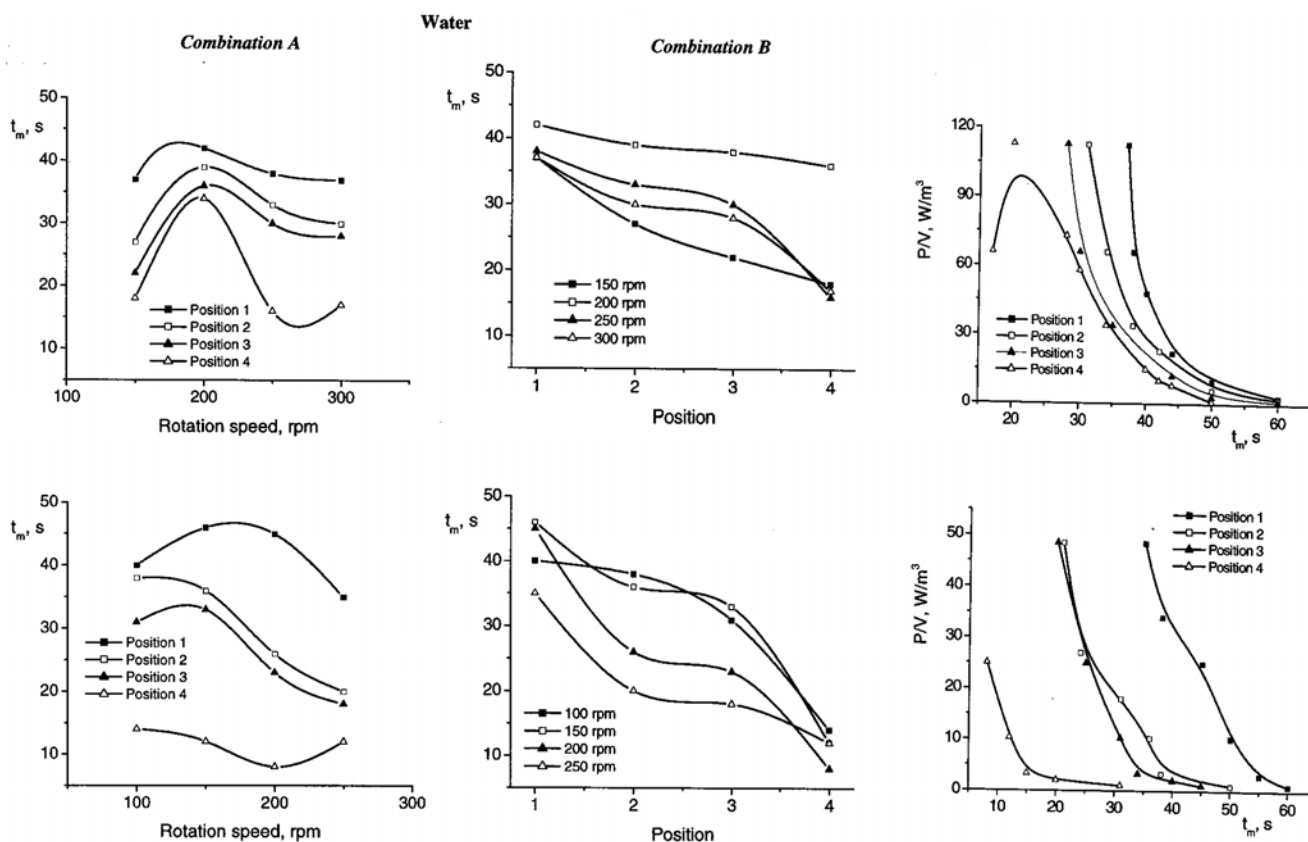 Water
Combination A
Combination B
50
t_m, s
40
30
20
10
100
200
300
Position 1
Position 2
Position 3
Position 4
Rotation speed, rpm
50
t_m, s
40
30
20
10
1
2
3
4
150 rpm
200 rpm
250 rpm
300 rpm
Position
120
90
60
30
0
P/V, W/m³
20
30
40
50
60
t_m, s
Position 1
Position 2
Position 3
Position 4
50
t_m, s
40
30
20
10
100
200
300
Position 1
Position 2
Position 3
Position 4
Rotation speed, rpm
t_m, s
40
30
20
10
1
2
3
4
100 rpm
150 rpm
200 rpm
250 rpm
Position
50
40
30
20
10
0
P/V, W/m³
10
20
30
40
50
60
t_m, s
Position 1
Position 2
Position 3
Position 4